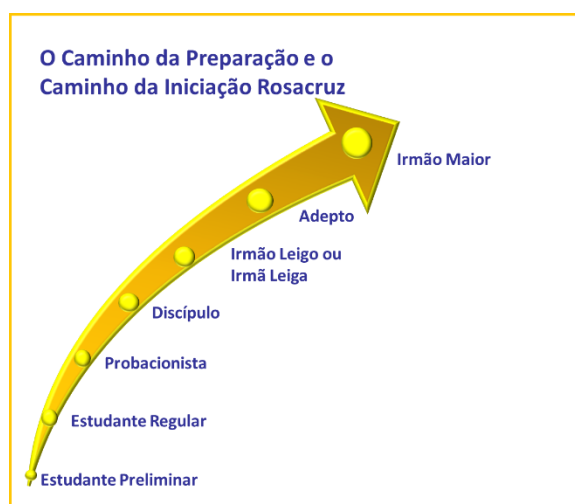 O Caminho da Preparação e o
Caminho da Iniciação Rosacruz
Irmão Maior
Adepto
Irmão Leigo ou
Irmã Leiga
Discípulo
Probacionista
Estudante Regular
Estudante Preliminar